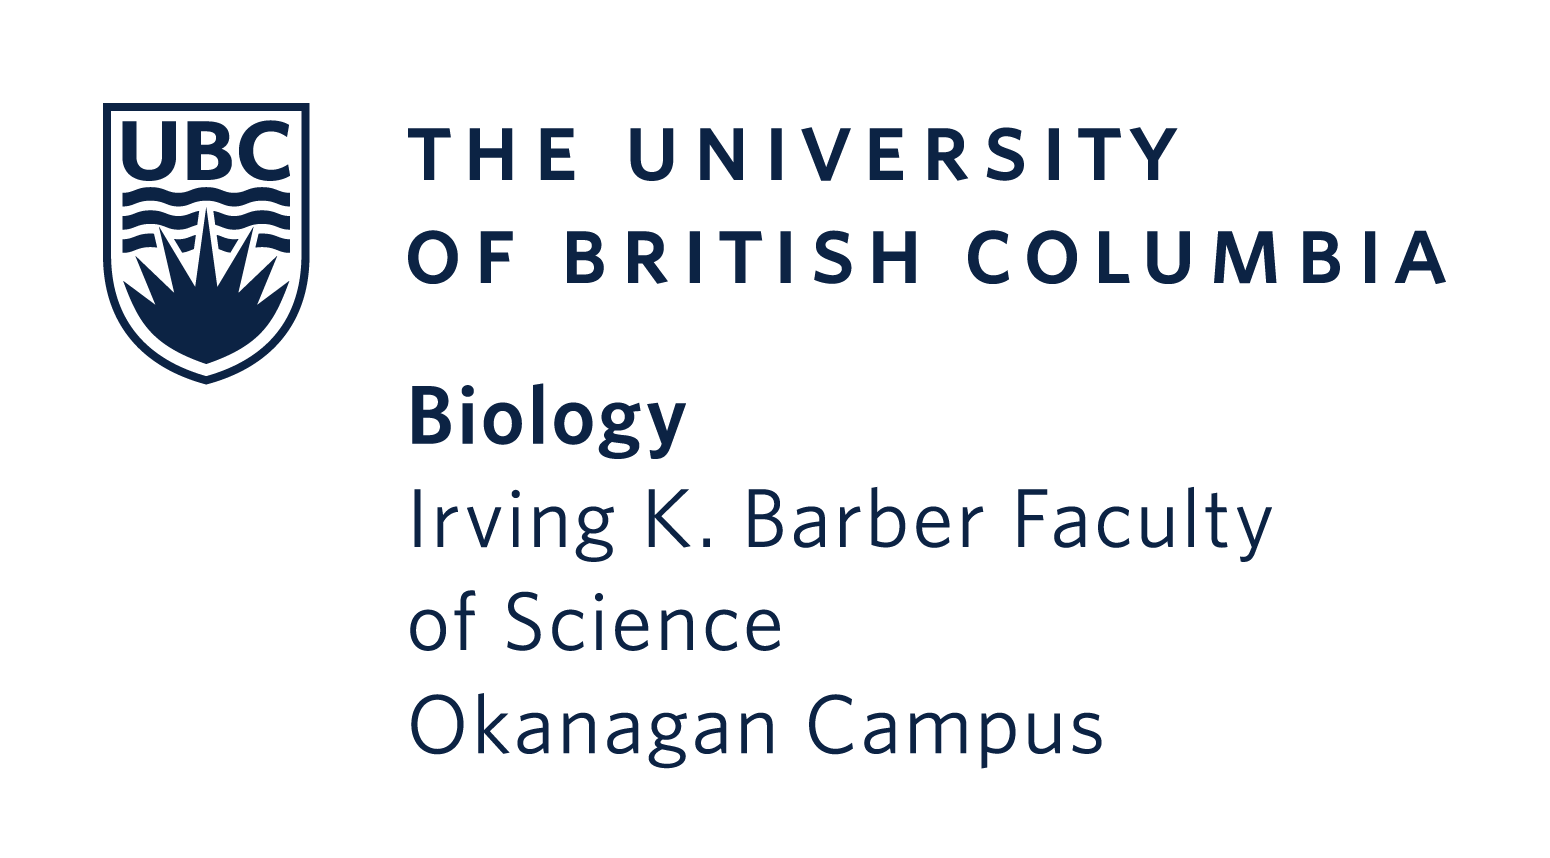 UBC
THE UNIVERSITY
OF BRITISH COLUMBIA
Biology
Irving K. Barber Faculty
of Science
Okanagan Campus